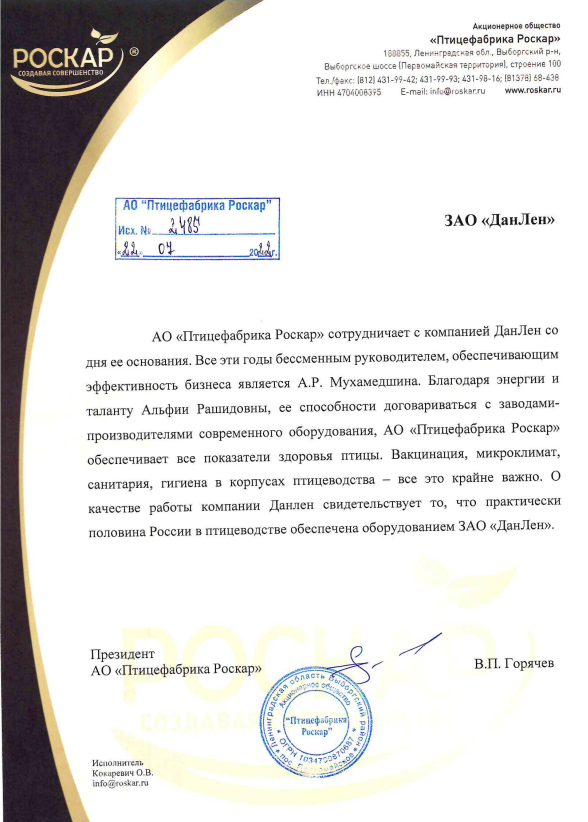 РОСКАР®
СОЗДАВАЯ СОВЕРШЕНСТВО
Акционерное общество
«Птицефабрика Роскар»
188855, Ленинградская обл., Выборгский р-н,
Выборгское шоссе (Первомайская территория), строение 100
Тел./факс: (812) 431-99-42; 431-99-93; 431-98-16; (81378) 68-438
ИНН 4704008395 E-mail: info@roskar.ru www.roskar.ru
АО "Птицефабрика Роскар"
Исх. № 2485
«22» 07 2022г.
ЗАО «ДанЛен»
АО «Птицефабрика Роскар» сотрудничает с компанией ДанЛен со
дня ее основания. Все эти годы бессменным руководителем, обеспечивающим
эффективность бизнеса является А.Р. Мухамедшина. Благодаря энергии и
таланту Альфии Рашидовны, ее способности договариваться с заводами-
производителями современного оборудования, АО «Птицефабрика Роскар»
обеспечивает все показатели здоровья птицы. Вакцинация, микроклимат,
санитария, гигиена в корпусах птицеводства – все это крайне важно. О
качестве работы компании Данлен свидетельствует то, что практически
половина России в птицеводстве обеспечена оборудованием ЗАО «ДанЛен».
РОСКАР
Президент
АО «Птицефабрика Роскар»
В.П. Горячев
Ленинградская область Выборгский район
Акционерное общество
"Птицефабрика
Роскар"
Исполнитель
Кокаревич О.В.
info@roskar.ru